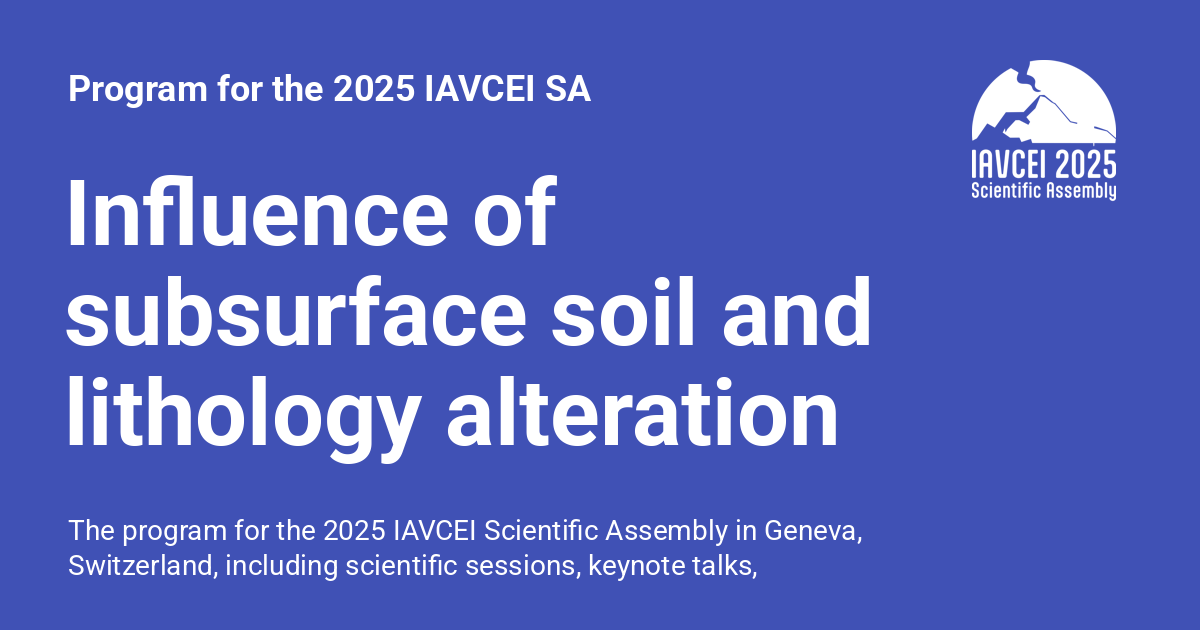 Program for the 2025 IAVCEI SA
IAVCEI 2025
Scientific Assembly
Influence of
subsurface soil and
lithology alteration
The program for the 2025 IAVCEI Scientific Assembly in Geneva,
Switzerland, including scientific sessions, keynote talks,